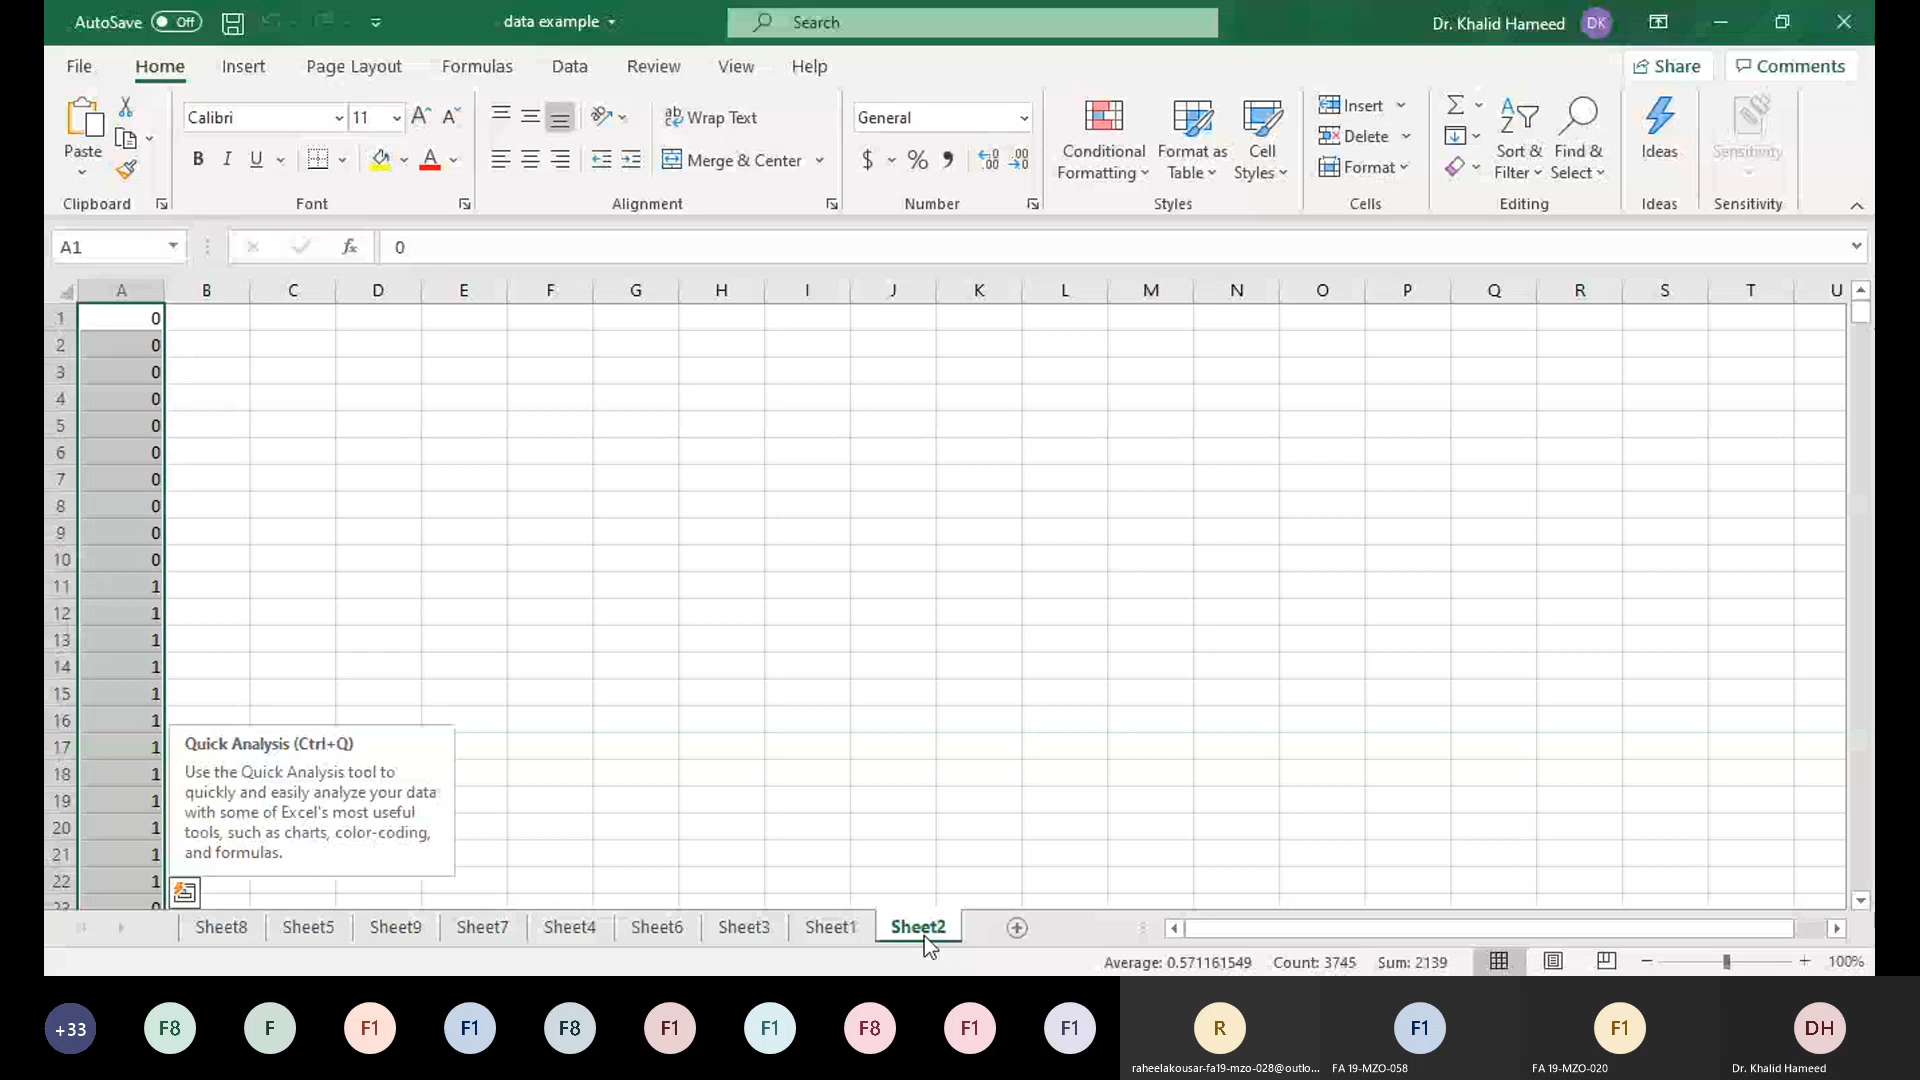 AutoSave Off data example Search Dr. Khalid Hameed DK
File Home Insert Page Layout Formulas Data Review View Help Share Comments
Calibri 11 Wrap Text General Insert
Paste B I U Merge & Center $ % Conditional Formatting Format as Table Cell Styles Delete Format Sort & Filter Find & Select Ideas Sensitivity
Clipboard Font Alignment Number Styles Cells Editing Ideas Sensitivity
A1 fx 0
A B C D E F G H I J K L M N O P Q R S T U
1 0
2 0
3 0
4 0
5 0
6 0
7 0
8 0
9 0
10 0
11 1
12 1
13 1
14 1
15 1
16 1
17 1
18 1
19 1
20 1
21 1
22 1
23 0
Quick Analysis (Ctrl+Q)
Use the Quick Analysis tool to
quickly and easily analyze your data
with some of Excel's most useful
tools, such as charts, color-coding,
and formulas.
Sheet8 Sheet5 Sheet9 Sheet7 Sheet4 Sheet6 Sheet3 Sheet1 Sheet2
Average: 0.571161549 Count: 3745 Sum: 2139 100%
+33 F8 F F1 F1 F8 F1 F1 F8 F1 F1 R F1 F1 DH
raheelakousar-fa19-mzo-028@outlo... FA 19-MZO-058 FA 19-MZO-020 Dr. Khalid Hameed